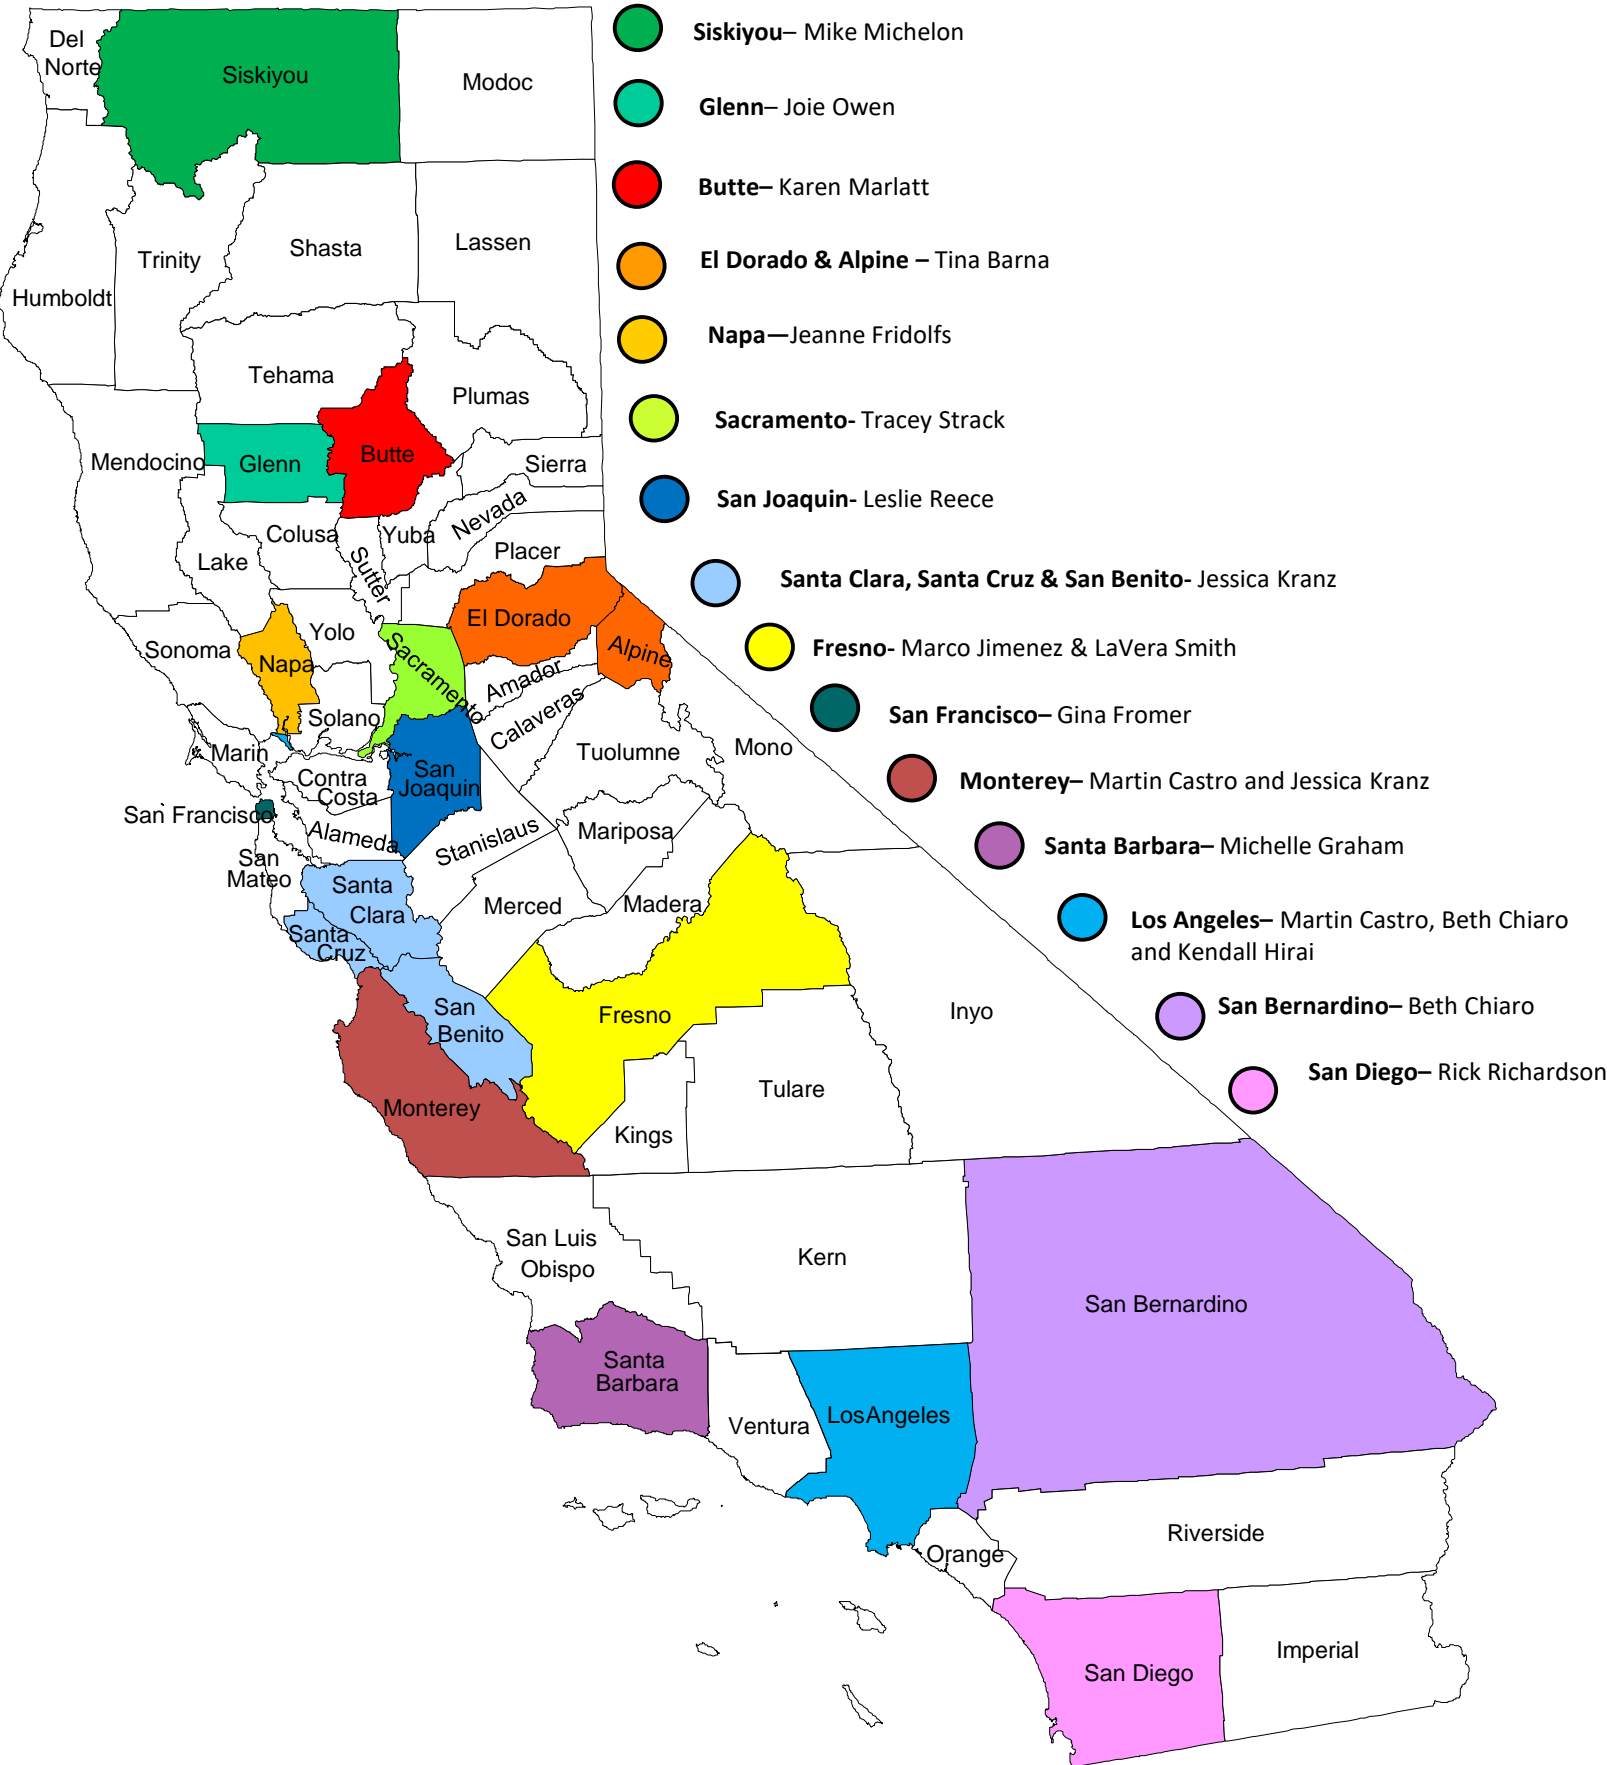 Siskiyou– Mike Michelon
Glenn– Joie Owen
Butte– Karen Marlatt
El Dorado & Alpine – Tina Barna
Napa—Jeanne Fridolfs
Sacramento- Tracey Strack
San Joaquin- Leslie Reece
Santa Clara, Santa Cruz & San Benito- Jessica Kranz
Fresno- Marco Jimenez & LaVera Smith
San Francisco– Gina Fromer
Monterey– Martin Castro and Jessica Kranz
Santa Barbara– Michelle Graham
Los Angeles– Martin Castro, Beth Chiaro
and Kendall Hirai
San Bernardino– Beth Chiaro
San Diego– Rick Richardson
Del
Norte
Siskiyou
Modoc
Humboldt
Trinity
Shasta
Lassen
Tehama
Plumas
Mendocino
Glenn
Butte
Sierra
Colusa
Sutter
Yuba
Nevada
Lake
Placer
Sonoma
Napa
Yolo
Sacramento
El Dorado
Alpine
Amador
Calaveras
Solano
Marin
Contra
Costa
San
Joaquin
Tuolumne
Mono
San Francisco
Alameda
Stanislaus
Mariposa
San
Mateo
Santa
Clara
Merced
Madera
Santa
Cruz
San
Benito
Fresno
Inyo
Monterey
Kings
Tulare
San Luis
Obispo
Kern
San Bernardino
Santa
Barbara
Ventura
LosAngeles
Orange
Riverside
San Diego
Imperial